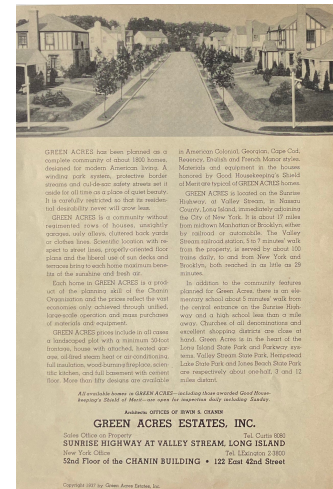 GREEN ACRES has been planned as a
complete community of about 1800 homes,
designed for modern American living. A
winding park system, protective border
streams and cul-de-sac safety streets set it
aside for all time as a place of quiet beauty.
It is carefully restricted so that its residen-
tial desirability will never grow less.
GREEN ACRES is a community without
regimented rows of houses, unsightly
garages, ugly alleys, cluttered back yards
or clothes lines. Scientific location with re-
spect to street lines, properly-oriented floor
plans and the liberal use of sun decks and
terraces bring to each home maximum bene-
fits of the sunshine and fresh air.
Each home in GREEN ACRES is a prod-
uct of the planning skill of the Chanin
Organization and the prices reflect the vast
economies only achieved through unified,
large-scale operation and mass purchases
of materials and equipment.
GREEN ACRES prices include in all cases
a landscaped plot with a minimum 50-foot
frontage, house with attached, heated gar-
age, oil-fired steam heat or air-conditioning,
full insulation, wood-burning fireplace, scien-
tific kitchen, and full basement with cement
floor. More than fifty designs are available
in American Colonial, Georgian, Cape Cod,
Regency, English and French Manor styles.
Materials and equipment in the houses
honored by Good Housekeeping's Shield
of Merit are typical of GREEN ACRES homes.
GREEN ACRES is located on the Sunrise
Highway, at Valley Stream, in Nassau
County, Long Island, immediately adjoining
the City of New York. It is about 17 miles
from midtown Manhattan or Brooklyn, either
by railroad or automobile. The Valley
Stream railroad station, 5 to 7 minutes' walk
from the property, is served by about 100
trains daily, to and from New York and
Brooklyn, both reached in as little as 29
minutes.
In addition to the community features
planned for Green Acres, there is an ele-
mentary school about 5 minutes' walk from
the central entrance on the Sunrise High-
way and a high school less than a mile
away. Churches of all denominations and
excellent shopping districts are close at
hand. Green Acres is in the heart of the
Long Island State Park and Parkway sys-
tems, Valley Stream State Park, Hempstead
Lake State Park and Jones Beach State Park
are respectively about one-half, 3 and 12
miles distant.
All available homes in GREEN ACRES—including those awarded Good House-
keeping's Shield of Merit—are open for inspection daily including Sunday.
Architects: OFFICES OF IRWIN S. CHANIN
GREEN ACRES ESTATES, INC.
Sales Office on Property Tel. Curtis 8080
SUNRISE HIGHWAY AT VALLEY STREAM, LONG ISLAND
New York Office Tel. LExington 2-3800
52nd Floor of the CHANIN BUILDING • 122 East 42nd Street
Copyright 1937 by Green Acres Estates, Inc.